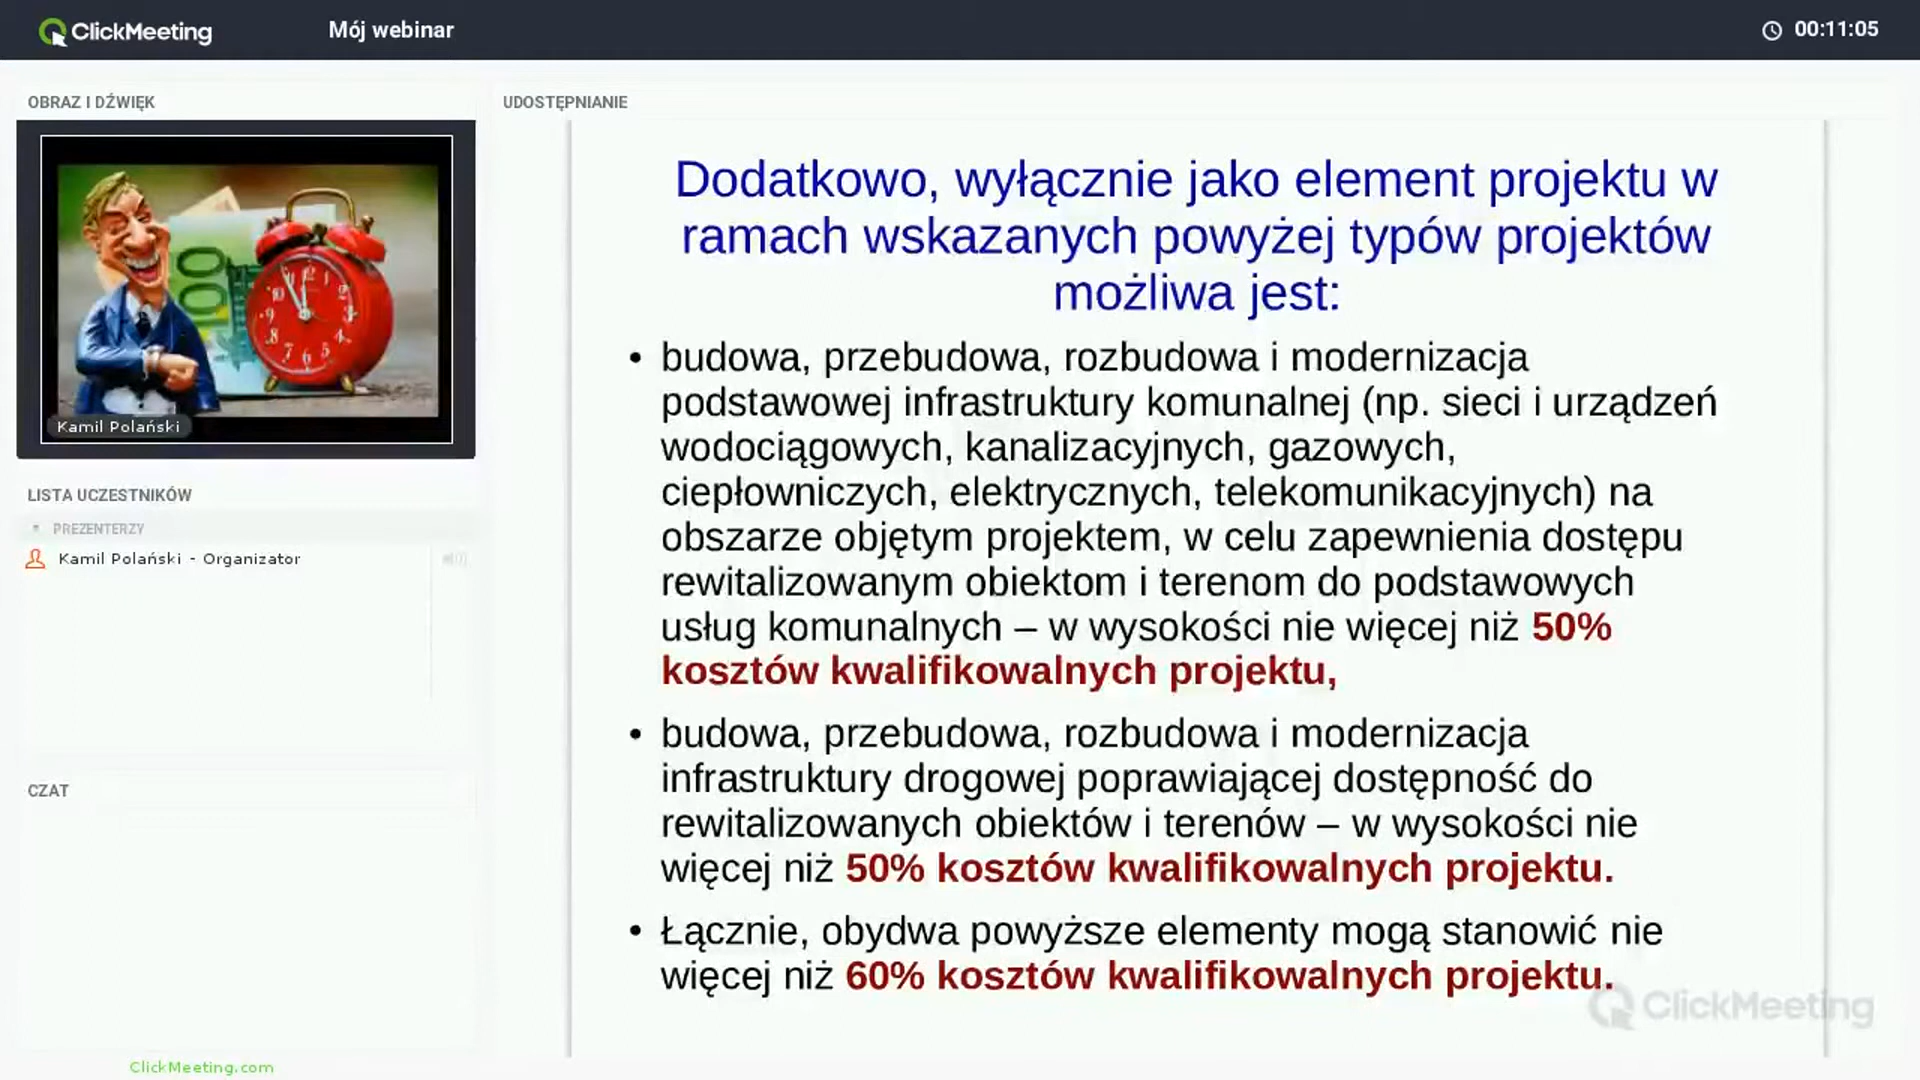 ClickMeeting
Mój webinar
00:11:05
OBRAZ I DŹWIĘK
100
Kamil Polański
LISTA UCZESTNIKÓW
PREZENTERZY
Kamil Polański - Organizator
CZAT
ClickMeeting.com
UDOSTĘPNIANIE
Dodatkowo, wyłącznie jako element projektu w
ramach wskazanych powyżej typów projektów
możliwa jest:
• budowa, przebudowa, rozbudowa i modernizacja
podstawowej infrastruktury komunalnej (np. sieci i urządzeń
wodociągowych, kanalizacyjnych, gazowych,
ciepłowniczych, elektrycznych, telekomunikacyjnych) na
obszarze objętym projektem, w celu zapewnienia dostępu
rewitalizowanym obiektom i terenom do podstawowych
usług komunalnych – w wysokości nie więcej niż 50%
kosztów kwalifikowalnych projektu,
• budowa, przebudowa, rozbudowa i modernizacja
infrastruktury drogowej poprawiającej dostępność do
rewitalizowanych obiektów i terenów – w wysokości nie
więcej niż 50% kosztów kwalifikowalnych projektu.
• Łącznie, obydwa powyższe elementy mogą stanowić nie
więcej niż 60% kosztów kwalifikowalnych projektu.
ClickMeeting